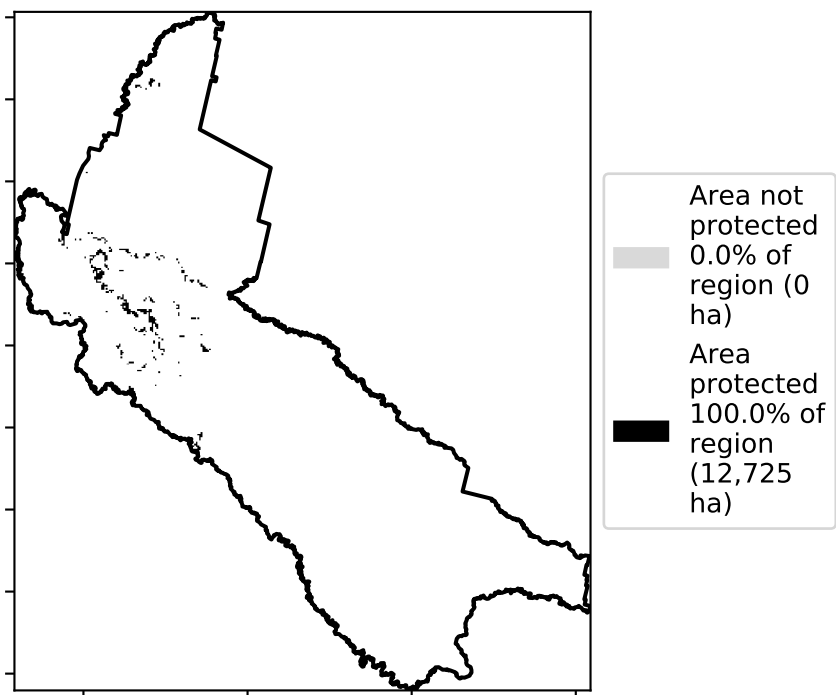 Area not
protected
0.0% of
region (0
ha)
Area
protected
100.0% of
region
(12,725
ha)